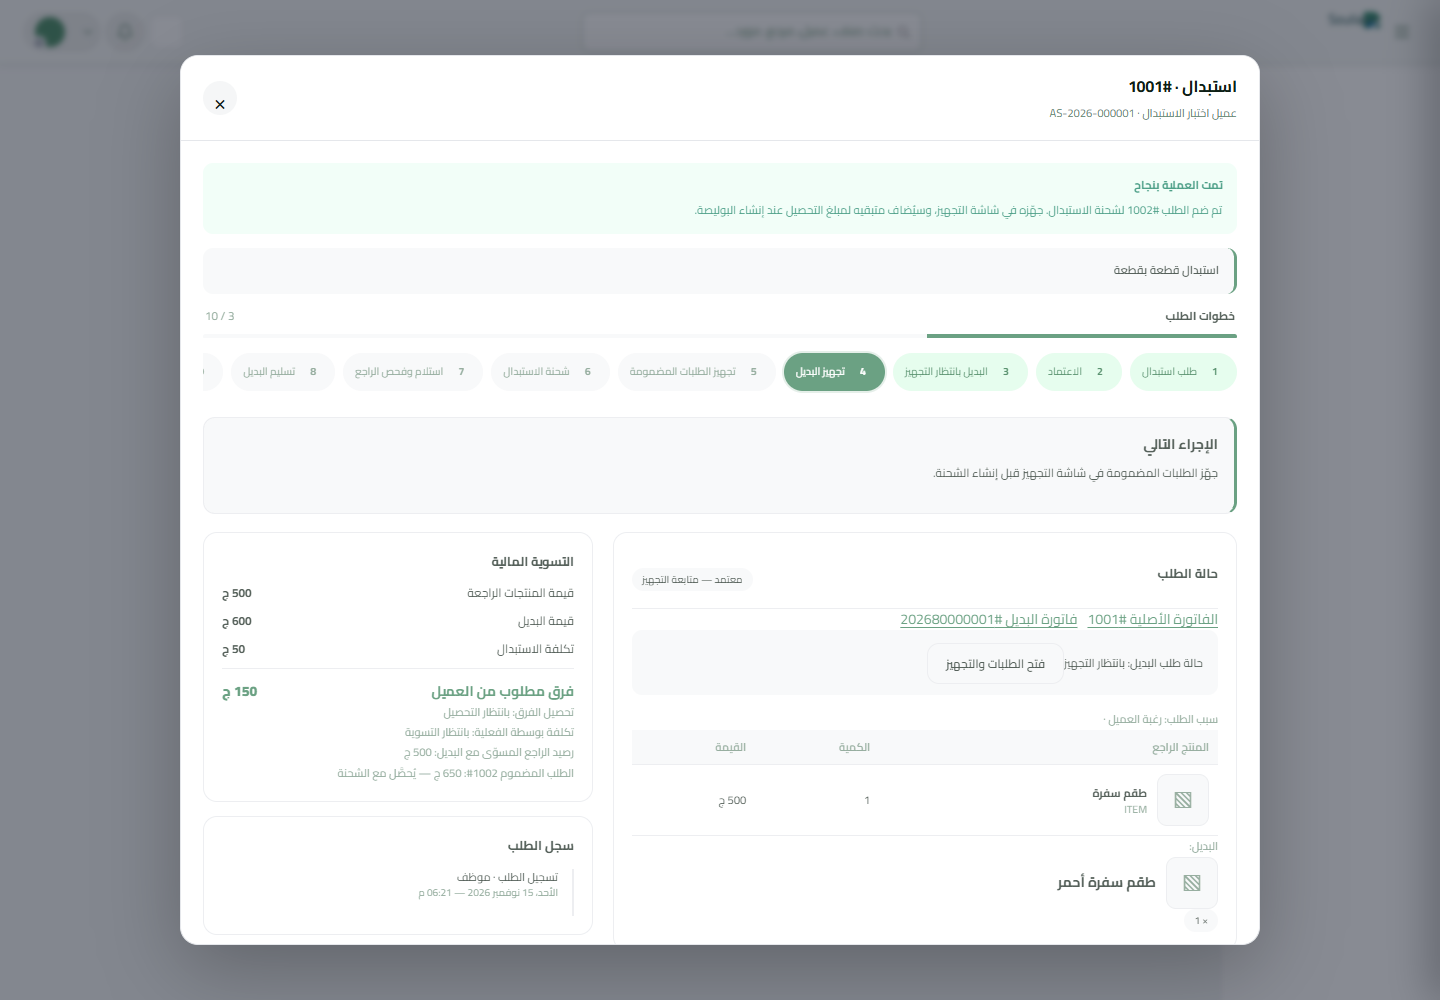 استبدال · #1001
عميل اختبار الاستبدال · AS-2026-000001
×
تمت العملية بنجاح
تم ضم الطلب #1002 لشحنة الاستبدال. جهّزه في شاشة التجهيز، وسيُضاف متبقيه لمبلغ التحصيل عند إنشاء البوليصة.
استبدال قطعة بقطعة
خطوات الطلب
3 / 10
1 طلب استبدال
2 الاعتماد
3 البديل بانتظار التجهيز
4 تجهيز البديل
5 تجهيز الطلبات المضمومة
6 شحنة الاستبدال
7 استلام وفحص الراجع
8 تسليم البديل
الإجراء التالي
جهّز الطلبات المضمومة في شاشة التجهيز قبل إنشاء الشحنة.
حالة الطلب
معتمد — متابعة التجهيز
الفاتورة الأصلية #1001 فاتورة البديل #202680000001
حالة طلب البديل: بانتظار التجهيز
فتح الطلبات والتجهيز
سبب الطلب: رغبة العميل ·
المنتج الراجع الكمية القيمة
طقم سفرة 1 500 ج
ITEM
البديل:
طقم سفرة أحمر
× 1
التسوية المالية
قيمة المنتجات الراجعة 500 ج
قيمة البديل 600 ج
تكلفة الاستبدال 50 ج
فرق مطلوب من العميل 150 ج
تحصيل الفرق: بانتظار التحصيل
تكلفة بوسطة الفعلية: بانتظار التسوية
رصيد الراجع المسوّى مع البديل: 500 ج
الطلب المضموم #1002: 650 ج — يُحصَّل مع الشحنة
سجل الطلب
تسجيل الطلب · موظف
الأحد، 15 نوفمبر 2026 — 06:21 م